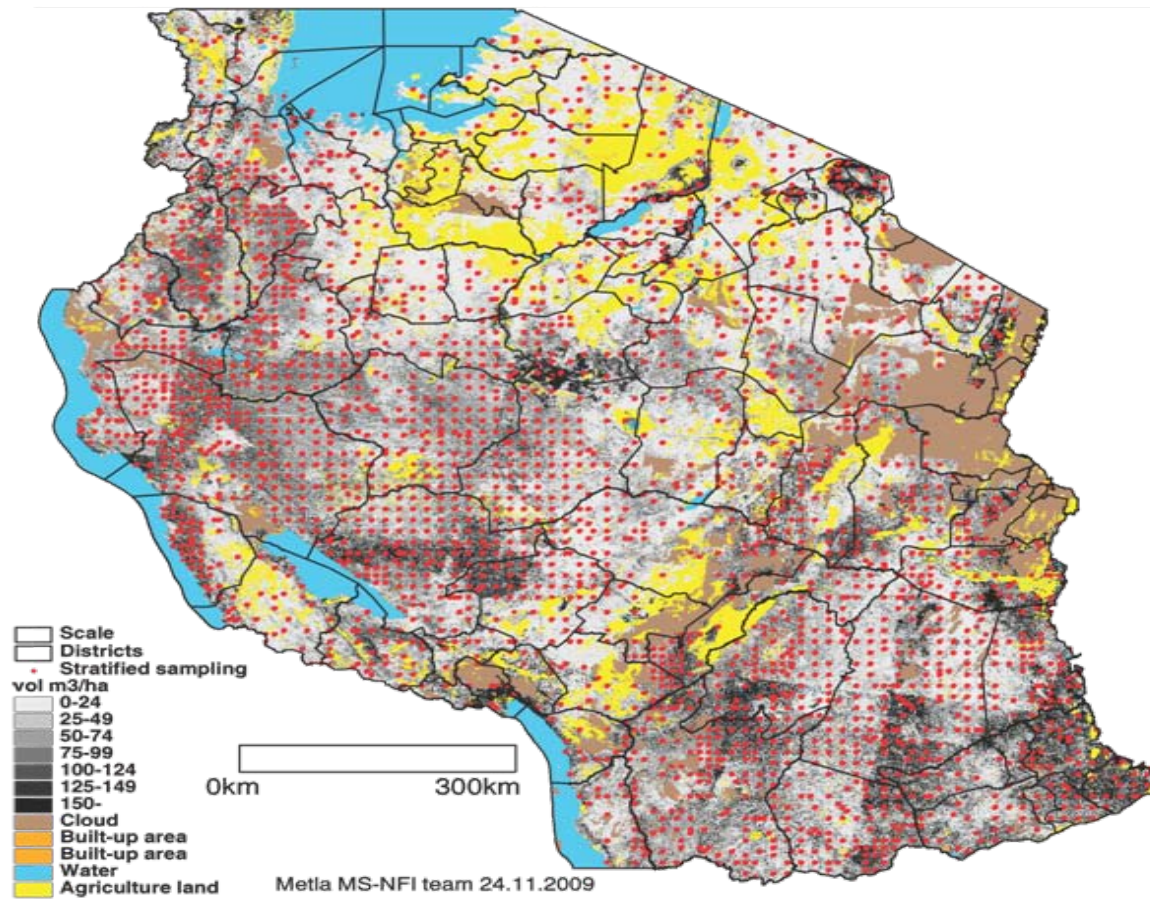 Scale
Districts
Stratified sampling
vol m3/ha
0-24
25-49
50-74
75-99
100-124
125-149
150-
Cloud
Built-up area
Built-up area
Water
Agriculture land
0km 300km
Metla MS-NFI team 24.11.2009